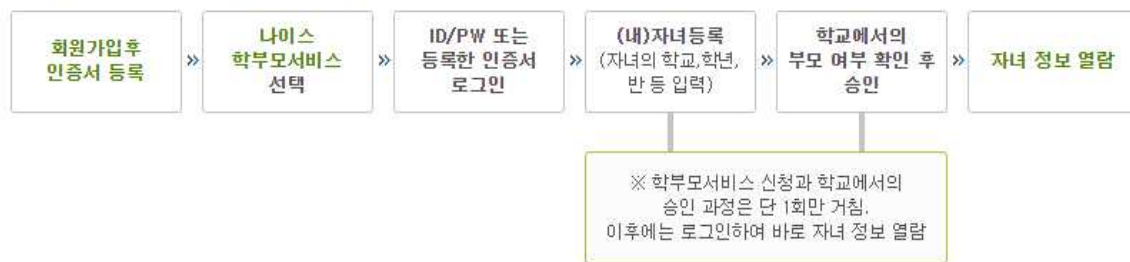 회원가입후
인증서 등록
»
나이스
학부모서비스
선택
»
ID/PW 또는
등록한 인증서
로그인
»
(내)자녀등록
(자녀의 학교,학년,
반 등 입력)
»
학교에서의
부모 여부 확인 후
승인
»
자녀 정보 열람
※ 학부모서비스 신청과 학교에서의
승인 과정은 단 1회만 거침.
이후에는 로그인하여 바로 자녀 정보 열람